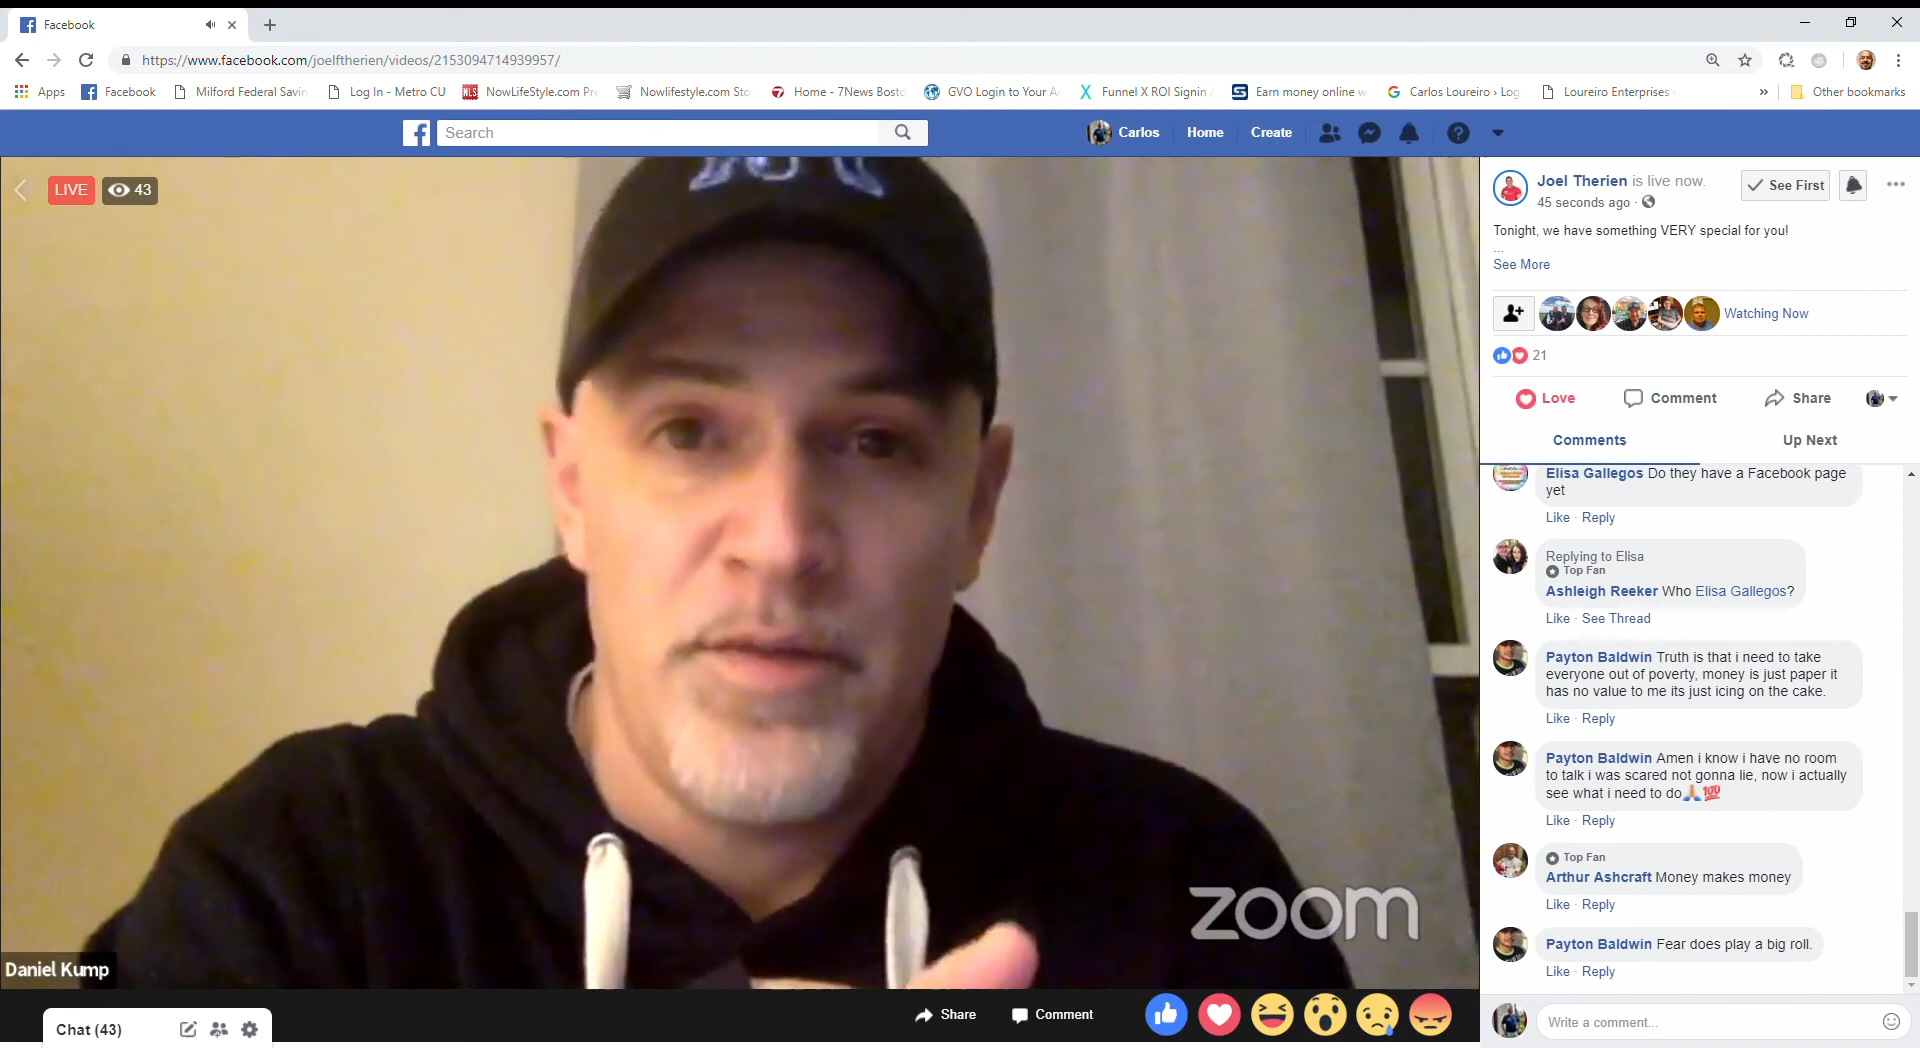 Facebook
https://www.facebook.com/joelftherien/videos/2153094714939957/
Apps
Facebook
Milford Federal Savin
Log In - Metro CU
NowLifeStyle.com Pre
Nowlifestyle.com Sto
Home - 7News Bosto
GVO Login to Your A
Funnel X ROI Signin
Earn money online w
Carlos Loureiro › Log
Loureiro Enterprises
»
Other bookmarks
Search
Carlos
Home
Create
LIVE
43
Joel Therien is live now.
45 seconds ago ·
See First
Tonight, we have something VERY special for you!
...
See More
Watching Now
21
Love
Comment
Share
Comments
Up Next
Elisa Gallegos Do they have a Facebook page
yet
Like · Reply
Replying to Elisa
Top Fan
Ashleigh Reeker Who Elisa Gallegos?
Like · See Thread
Payton Baldwin Truth is that i need to take
everyone out of poverty, money is just paper it
has no value to me its just icing on the cake.
Like · Reply
Payton Baldwin Amen i know i have no room
to talk i was scared not gonna lie, now i actually
see what i need to do🙏💯
Like · Reply
Top Fan
Arthur Ashcraft Money makes money
Like · Reply
Payton Baldwin Fear does play a big roll.
Like · Reply
Write a comment...
zoom
Daniel Kump
Share
Comment
Chat (43)